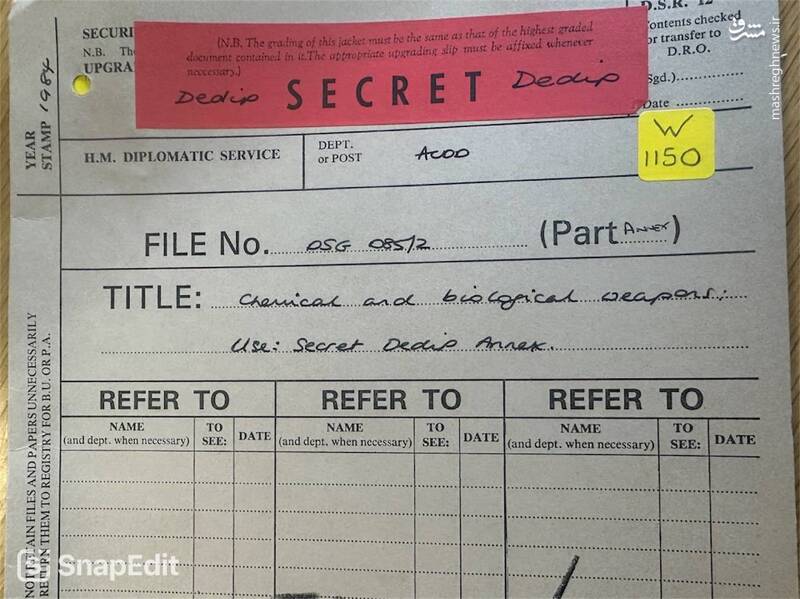 SECURI
N.B. The
UPGRA
(N.B. The grading of this jacket must be the same as that of the highest graded
document contained in it.The appropriate upgrading slip must be affixed whenever
necessary.)
Dedip SECRET Dedip
D.S.R. 12
Contents checked
for transfer to
D.R.O.
(Sgd.)
Date
YEAR
STAMP 1984
H.M. DIPLOMATIC SERVICE
DEPT.
or POST
ACDD
W
1150
FILE No. DSG 085/2 (Part Annex)
TITLE: Chemical and biological weapons:
Use: Secret Dedip Annex.
REFER TO REFER TO REFER TO
NAME
(and dept. when necessary)
TO
SEE:
DATE
NAME
(and dept. when necessary)
TO
SEE:
DATE
NAME
(and dept. when necessary)
TO
SEE:
DATE
AIN FILES AND PAPERS UNNECESSARILY
RETURN THEM TO REGISTRY FOR B.U. OR P.A.
SnapEdit
مشرق
mashreghnews.ir